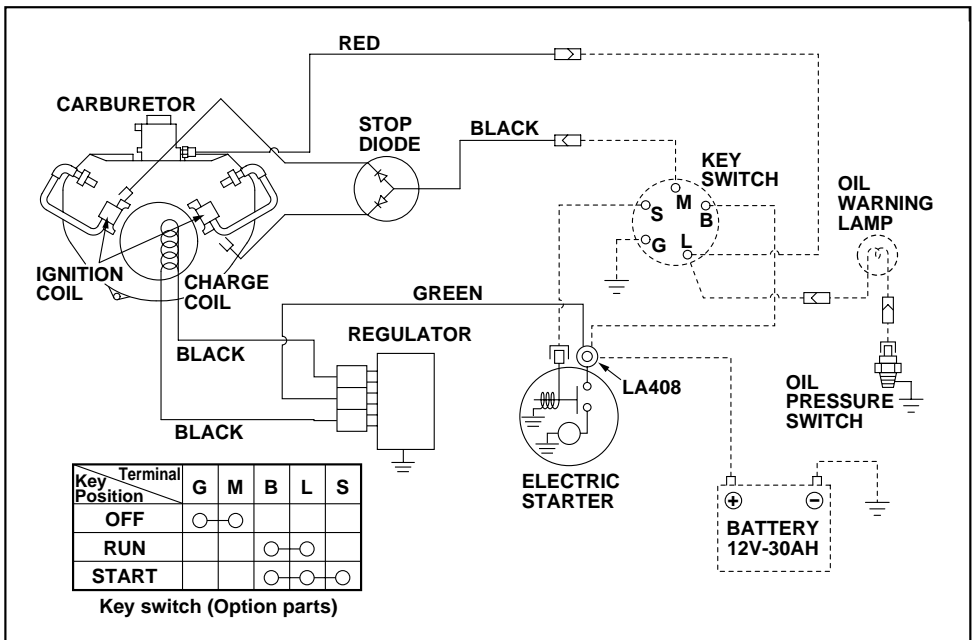 RED
CARBURETOR
STOP
DIODE
BLACK
KEY
SWITCH
OIL
WARNING
LAMP
M
S
B
G
L
IGNITION
COIL
CHARGE
COIL
GREEN
BLACK
REGULATOR
LA408
OIL
PRESSURE
SWITCH
BLACK
ELECTRIC
STARTER
+
−
BATTERY
12V-30AH
Key Position Terminal G M B L S
OFF
RUN
START
Key switch (Option parts)